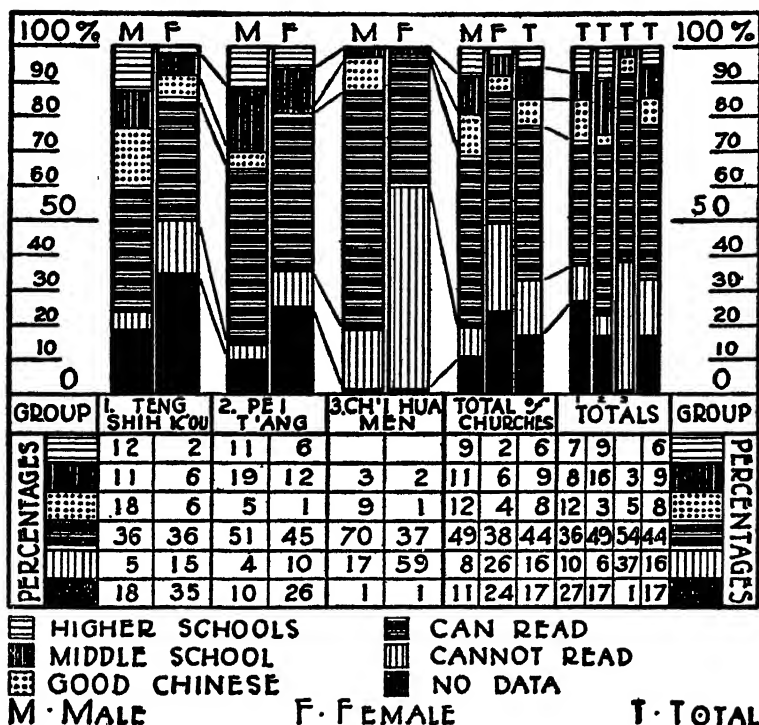 100% M F M F M F M F T T T T T 100%
90 90
80 80
70 70
60 60
50 50
40 40
30 30
20 20
10 10
0 0
GROUP 1. TENG SHIH K'OU 2. PEI T'ANG 3. CH'I HUA MEN TOTAL OF CHURCHES 1 2 3 TOTALS GROUP
PERCENTAGES PERCENTAGES
12 2 11 6 9 2 6 7 9 6
11 6 19 12 3 2 11 6 9 8 16 3 9
18 6 5 1 9 1 12 4 8 12 3 5 8
36 36 51 45 70 37 49 38 44 36 49 54 44
5 15 4 10 17 59 8 26 16 10 6 37 16
18 35 10 26 1 1 11 24 17 27 17 1 17
HIGHER SCHOOLS CAN READ
MIDDLE SCHOOL CANNOT READ
GOOD CHINESE NO DATA
M · MALE F · FEMALE T · TOTAL